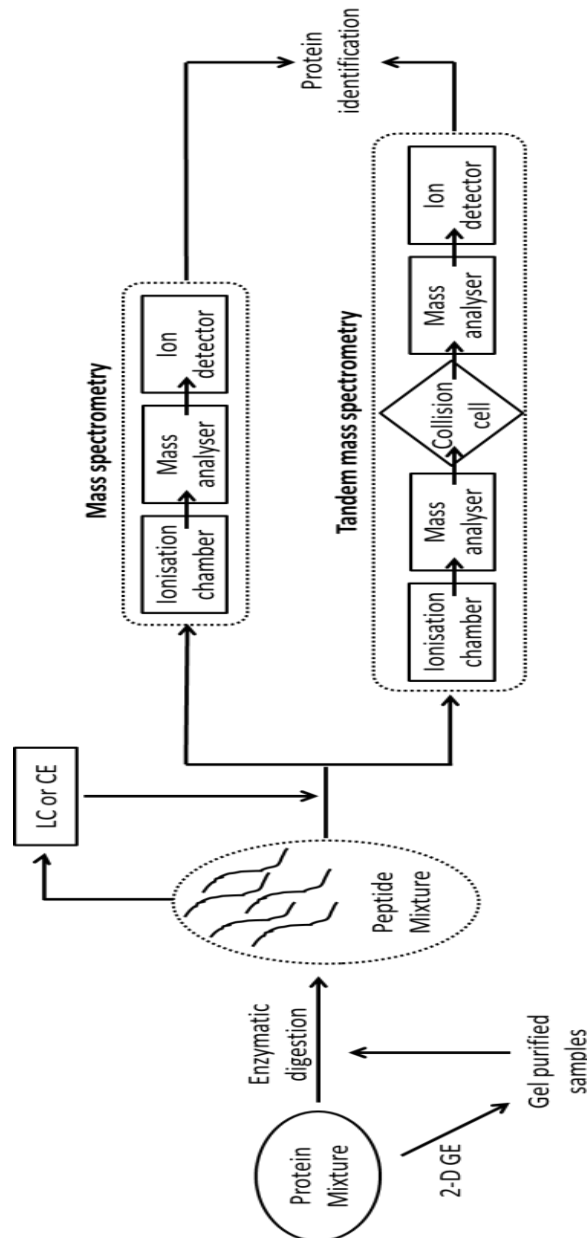 Protein
Mixture
2-D GE
Gel purified
samples
Enzymatic
digestion
Peptide
Mixture
LC or CE
Mass spectrometry
Ionisation
chamber
Mass
analyser
Ion
detector
Tandem mass spectrometry
Ionisation
chamber
Mass
analyser
Collision
cell
Mass
analyser
Ion
detector
Protein
identification